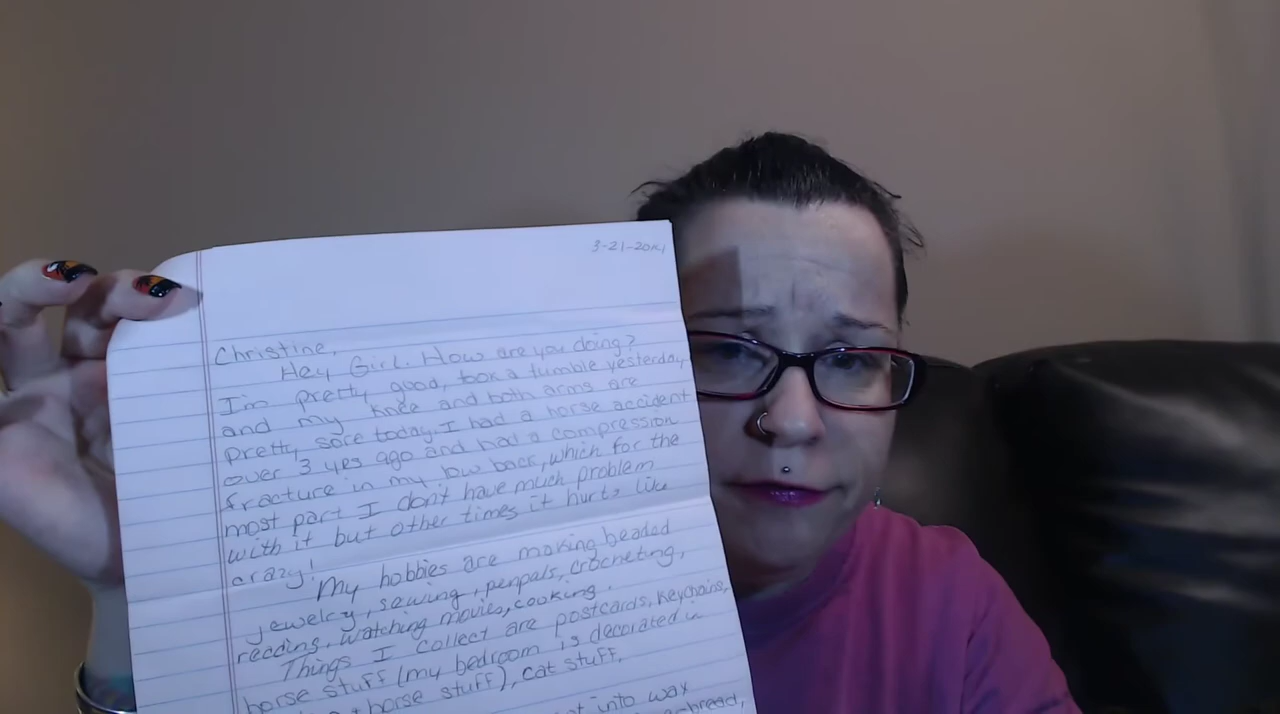 3-21-2014
Christine,
Hey Girl. How are you doing?
I'm pretty good, took a tumble yesterday,
and my knee and both arms are
pretty sore today. I had a horse accident
over 3 yrs ago and had a compression
fracture in my low back, which for the
most part I don't have much problem
with it but other times it hurts like
crazy!
My hobbies are making beaded
jewelry, sewing, penpals, crocheting,
reading, watching movies, cooking.
Things I collect are postcards, keychains,
horse stuff (my bedroom is decorated in
horse stuff), cat stuff.
into wax